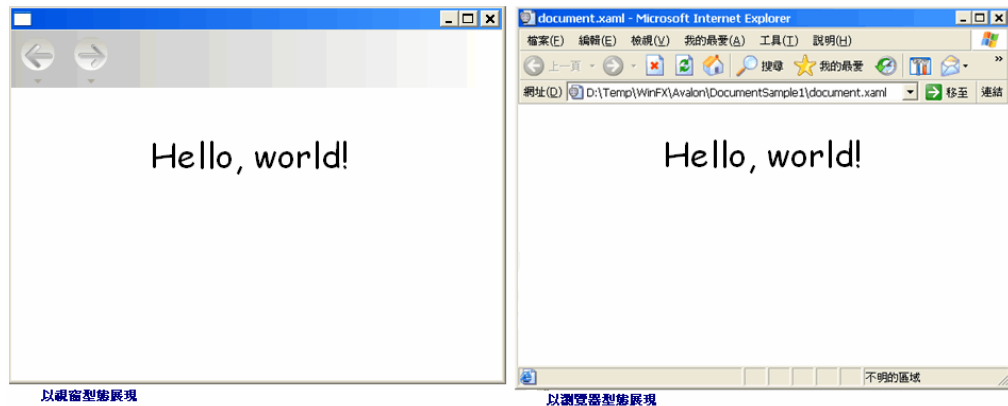 Hello, world!
以視窗型態展現
document.xaml - Microsoft Internet Explorer
檔案(F) 編輯(E) 檢視(V) 我的最愛(A) 工具(T) 說明(H)
上一頁 搜尋 我的最愛 »
網址(D) D:\Temp\WinFX\Avalon\DocumentSample1\document.xaml 移至 連結
Hello, world!
不明的區域
以瀏覽器型態展現